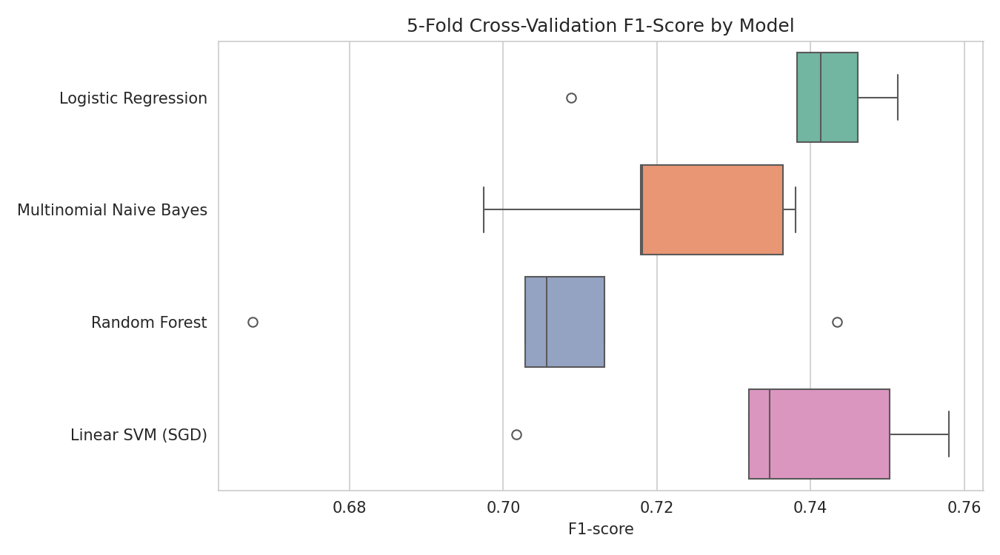 5-Fold Cross-Validation F1-Score by Model
Logistic Regression
Multinomial Naive Bayes
Random Forest
Linear SVM (SGD)
0.68 0.70 0.72 0.74 0.76
F1-score